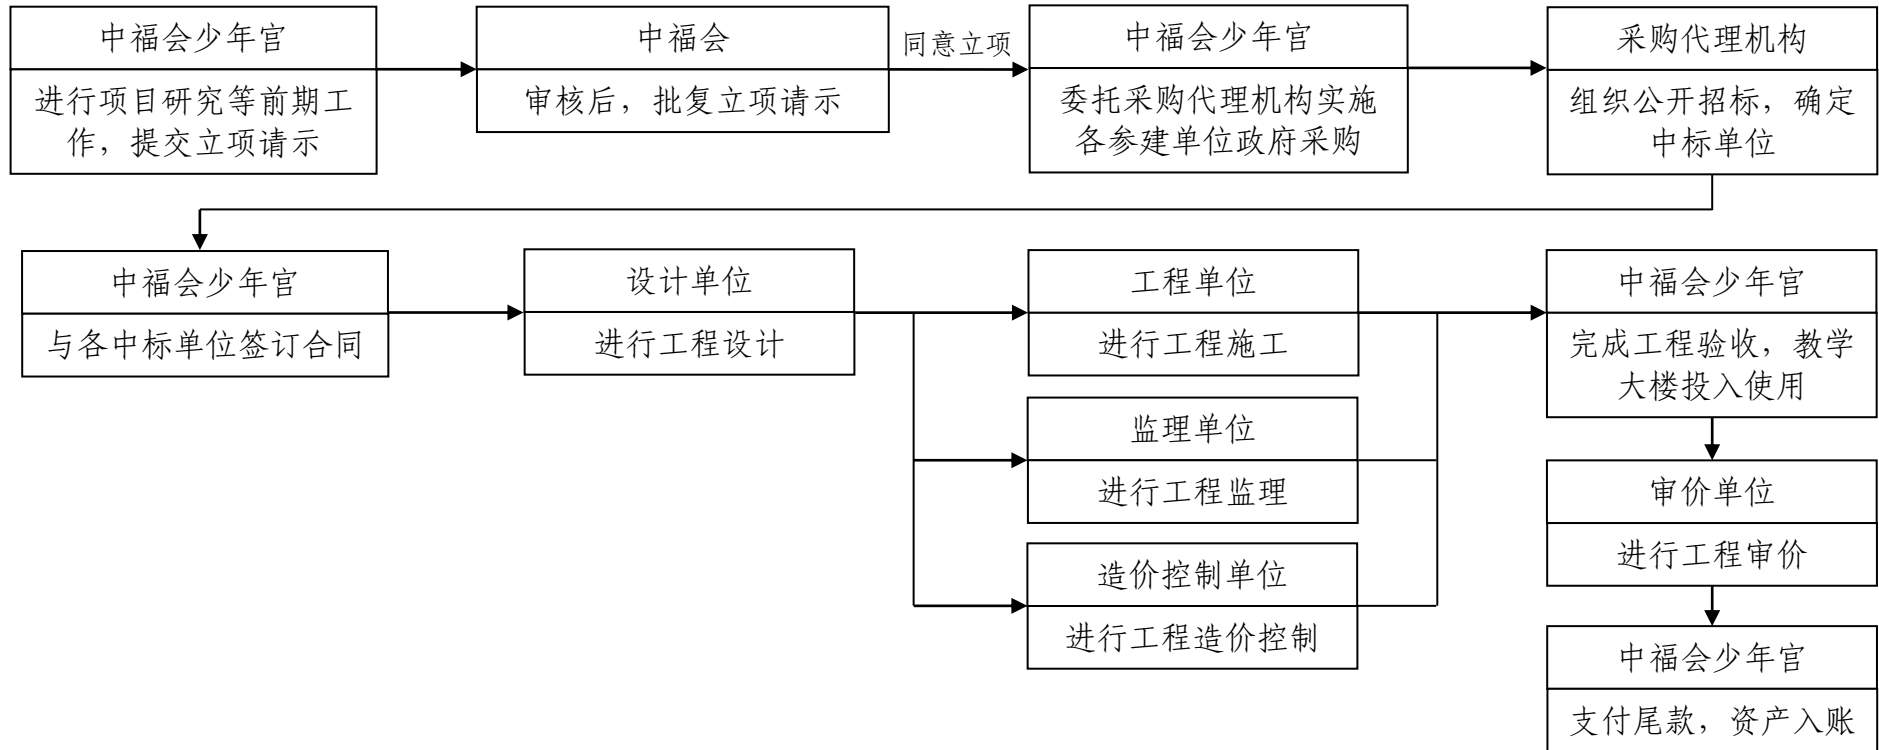 中福会少年宫
进行项目研究等前期工
作，提交立项请示
中福会
审核后，批复立项请示
同意立项
中福会少年宫
委托采购代理机构实施
各参建单位政府采购
采购代理机构
组织公开招标，确定
中标单位
中福会少年宫
与各中标单位签订合同
设计单位
进行工程设计
工程单位
进行工程施工
监理单位
进行工程监理
造价控制单位
进行工程造价控制
中福会少年宫
完成工程验收，教学
大楼投入使用
审价单位
进行工程审价
中福会少年宫
支付尾款，资产入账